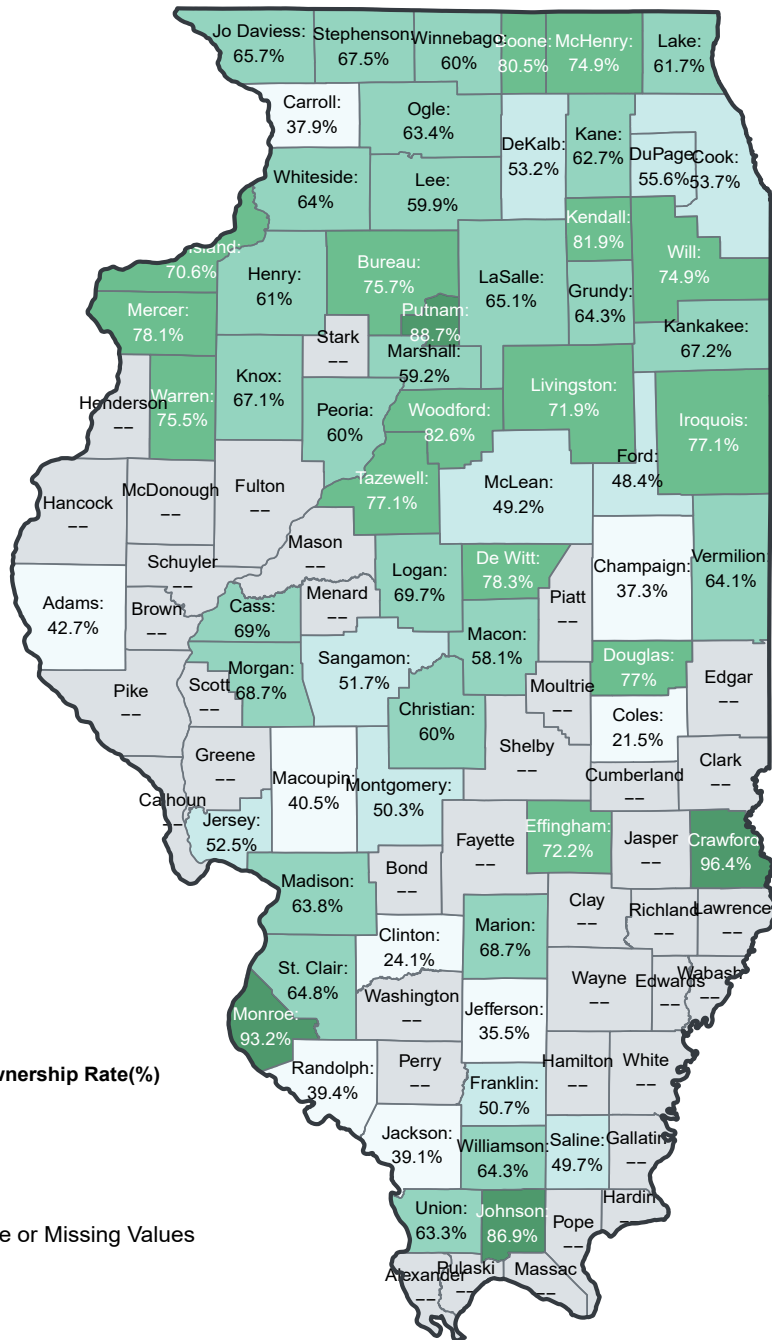 Jo Daviess:
65.7%
Stephenson:
67.5%
Winnebago:
60%
Boone:
80.5%
McHenry:
74.9%
Lake:
61.7%
Carroll:
37.9%
Ogle:
63.4%
DeKalb:
53.2%
Kane:
62.7%
DuPage:
55.6%
Cook:
53.7%
Whiteside:
64%
Lee:
59.9%
Kendall:
81.9%
Will:
74.9%
Island:
70.6%
Henry:
61%
Bureau:
75.7%
LaSalle:
65.1%
Grundy:
64.3%
Mercer:
78.1%
Putnam:
88.7%
Kankakee:
67.2%
Stark
--
Marshall:
59.2%
Henderson
--
Warren:
75.5%
Knox:
67.1%
Peoria:
60%
Woodford:
82.6%
Livingston:
71.9%
Iroquois:
77.1%
Ford:
48.4%
Hancock
--
McDonough
--
Fulton
--
Tazewell:
77.1%
McLean:
49.2%
Mason
--
Schuyler
--
Logan:
69.7%
De Witt:
78.3%
Champaign:
37.3%
Vermilion:
64.1%
Adams:
42.7%
Brown
--
Cass:
69%
Menard
--
Piatt
--
Macon:
58.1%
Morgan:
68.7%
Sangamon:
51.7%
Douglas:
77%
Edgar
--
Pike
--
Scott
--
Christian:
60%
Moultrie
--
Coles:
21.5%
Shelby
--
Greene
--
Macoupin:
40.5%
Montgomery:
50.3%
Cumberland
--
Clark
--
Calhoun
--
Jersey:
52.5%
Fayette
--
Effingham:
72.2%
Jasper
--
Crawford
96.4%
Bond
--
Madison:
63.8%
Clay
--
Richland
--
Lawrence
--
Clinton:
24.1%
Marion:
68.7%
St. Clair:
64.8%
Washington
--
Wayne
--
Edwards
--
Wabash
--
Jefferson:
35.5%
Monroe:
93.2%
Randolph:
39.4%
Perry
--
Hamilton
--
White
--
wnership Rate(%)
Franklin:
50.7%
Jackson:
39.1%
Williamson:
64.3%
Saline:
49.7%
Gallatin
--
Union:
63.3%
Johnson:
86.9%
Pope
--
Hardin
--
e or Missing Values
Alexander
--
Pulaski
--
Massac
--